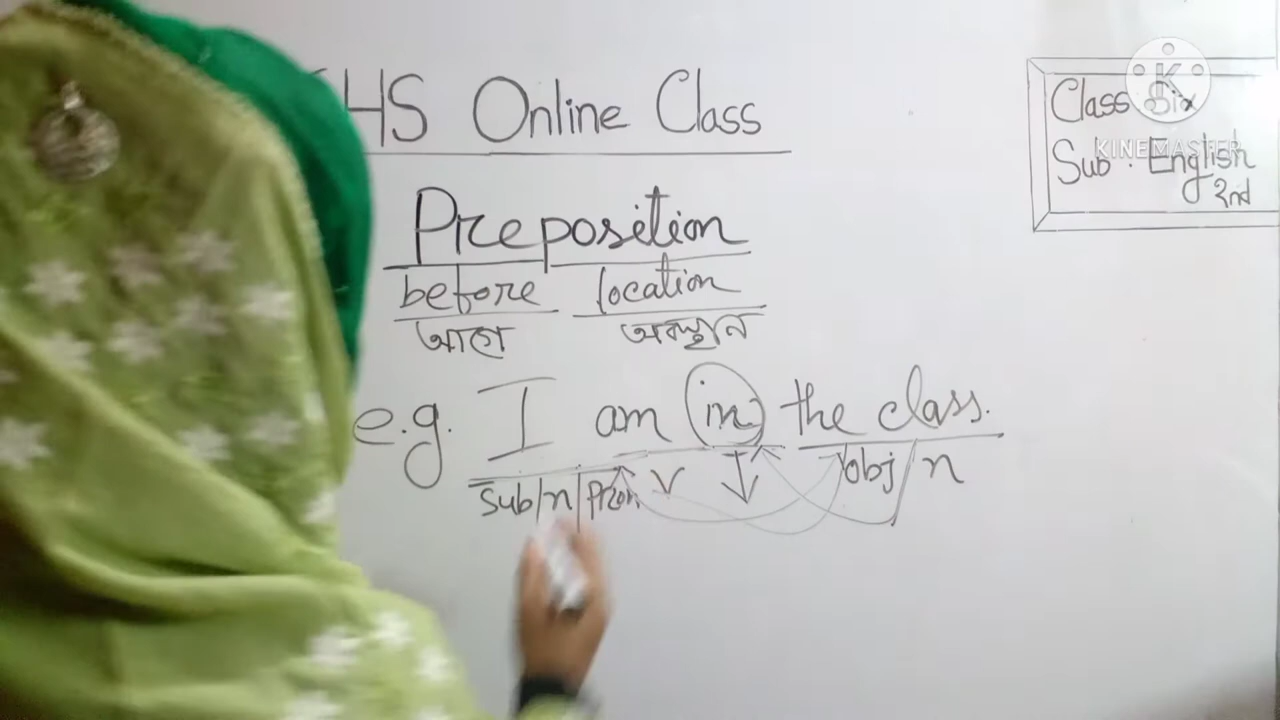 HS Online Class
Preposition
before location
আগে অবস্থান
e.g. I am in the class.
Sub/n/Pron v obj/n
Class Six
Sub. English
2nd
K
KINEMASTER